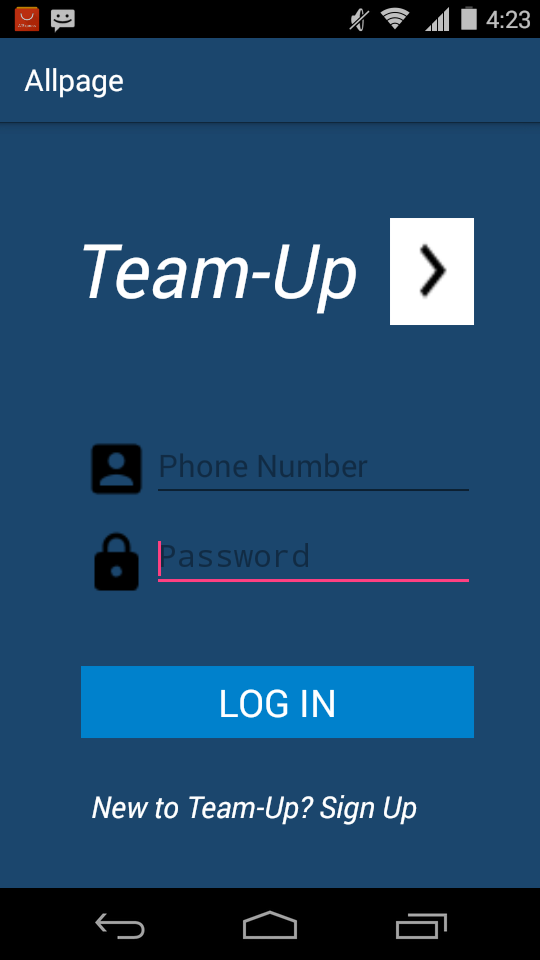 4:23
Allpage
Team-Up
Phone Number
Password
LOG IN
New to Team-Up? Sign Up